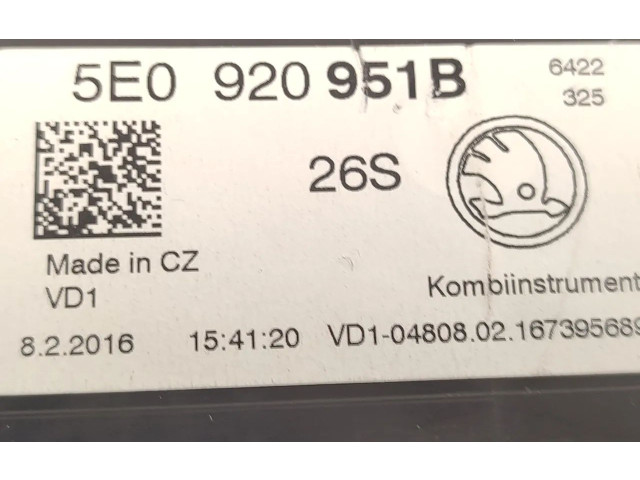 5E0 920 951B
6422
325
26S
Made in CZ
VD1
Kombiinstrument
8.2.2016 15:41:20 VD1-04808.02.167395689